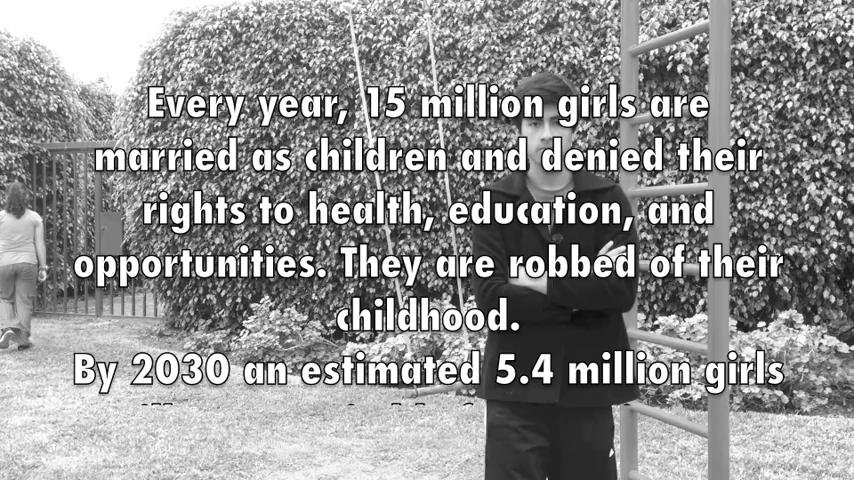 Every year, 15 million girls are
married as children and denied their
rights to health, education, and
opportunities. They are robbed of their
childhood.
By 2030 an estimated 5.4 million girls